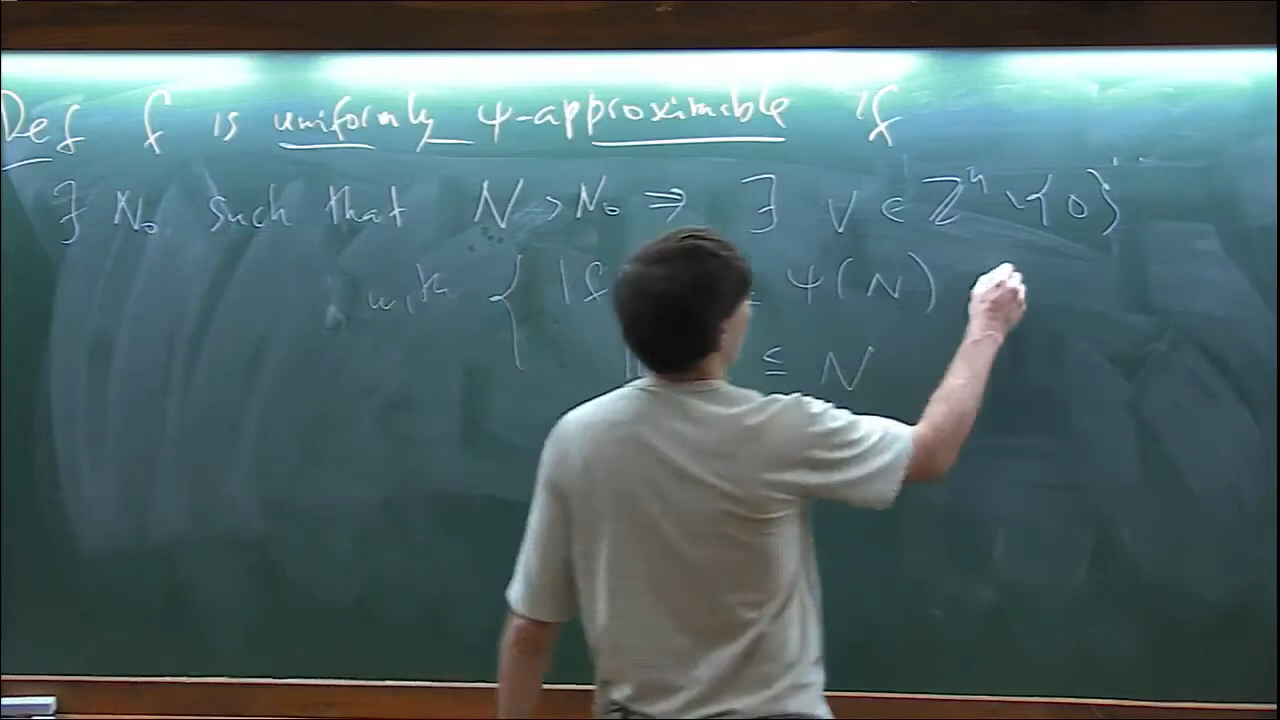 Def f is uniformly ψ-approximable if
∃ N₀ such that N > N₀ ⇒ ∃ v ∈ ℤⁿ \ {0}
with { |f ψ(N)
≤ N